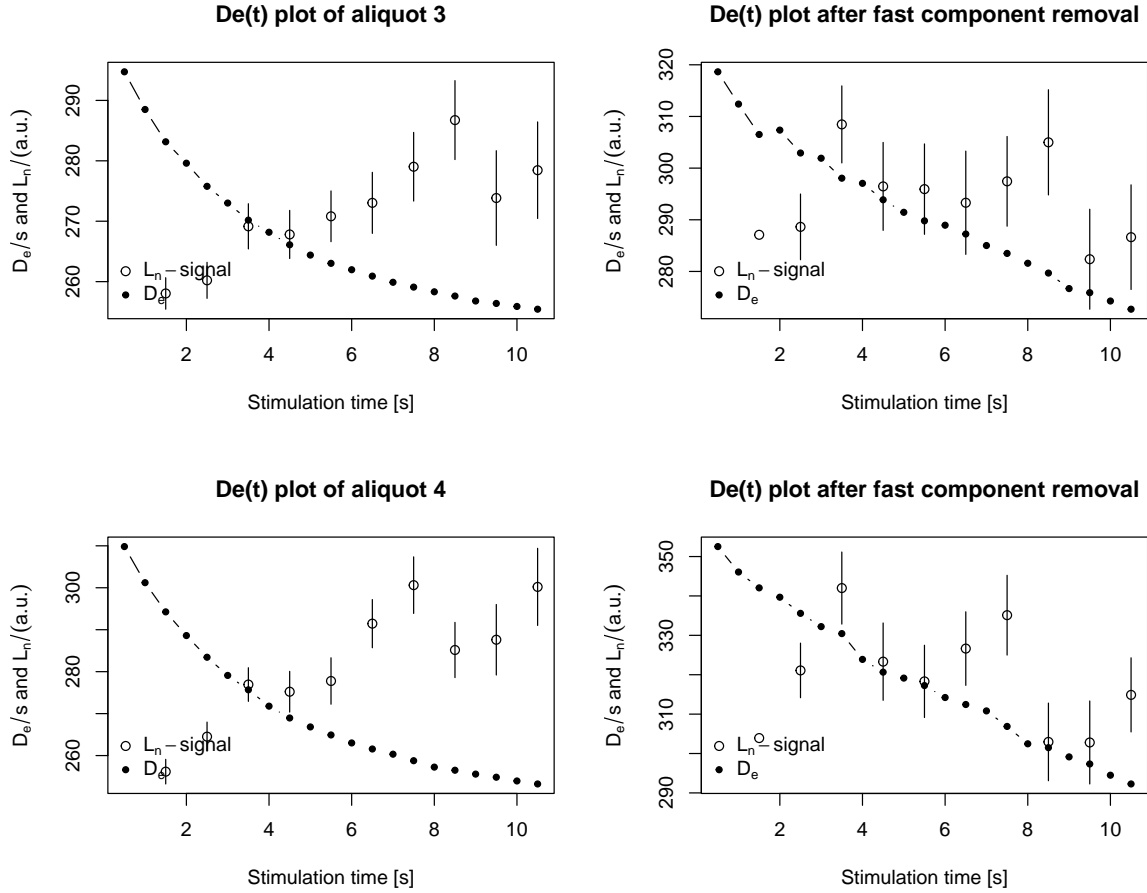 De(t) plot of aliquot 3
290
280
270
260
Dₑ/s and Lₙ/(a.u.)
Lₙ−signal
Dₑ
2 4 6 8 10
Stimulation time [s]
De(t) plot after fast component removal
320
310
300
290
280
Dₑ/s and Lₙ/(a.u.)
Lₙ−signal
Dₑ
2 4 6 8 10
Stimulation time [s]
De(t) plot of aliquot 4
300
280
260
Dₑ/s and Lₙ/(a.u.)
Lₙ−signal
Dₑ
2 4 6 8 10
Stimulation time [s]
De(t) plot after fast component removal
350
330
310
290
Dₑ/s and Lₙ/(a.u.)
Lₙ−signal
Dₑ
2 4 6 8 10
Stimulation time [s]